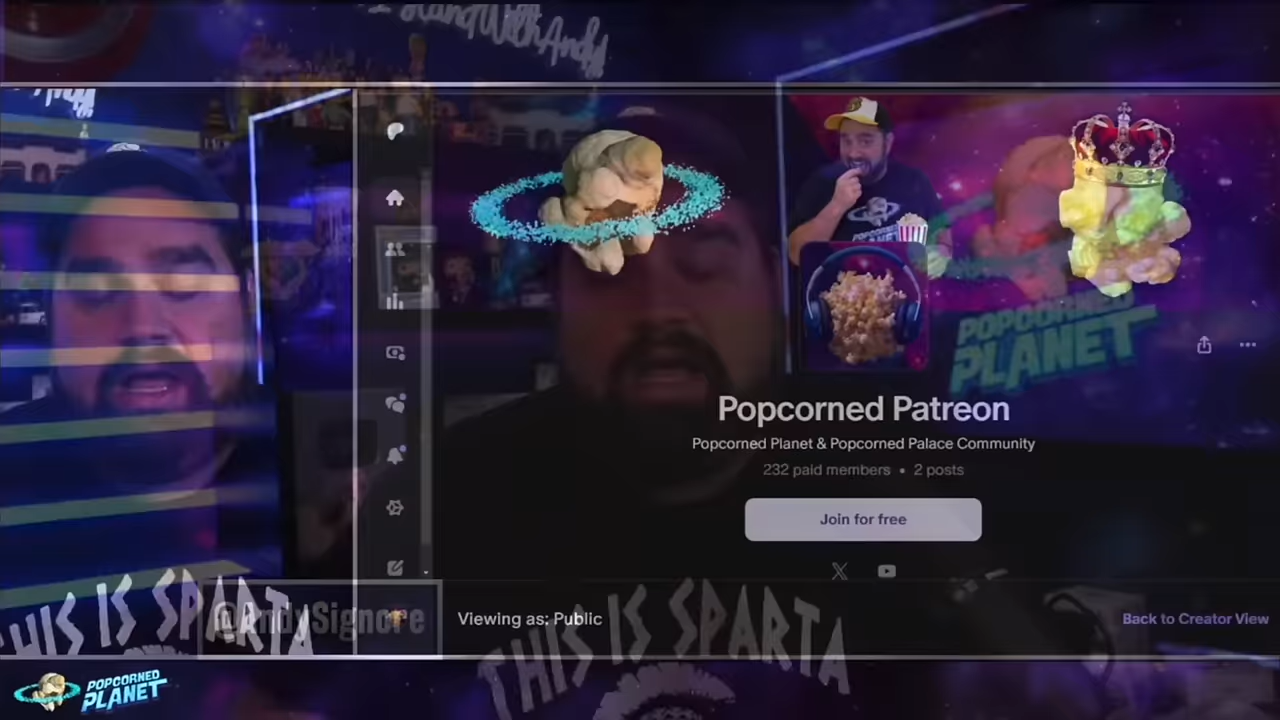 POPCORNED
PLANET
Popcorned Patreon
Popcorned Planet & Popcorned Palace Community
232 paid members • 2 posts
Join for free
THIS IS SPARTA
@AndySignore
Viewing as: Public
Back to Creator View
THIS IS SPARTA
POPCORNED
PLANET